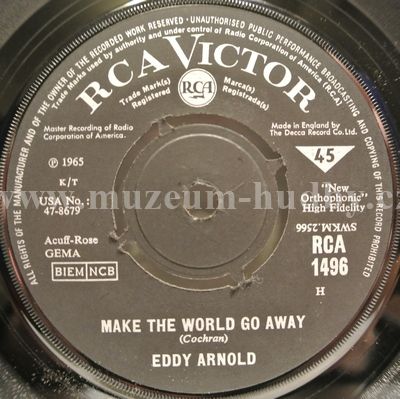 ALL RIGHTS OF THE MANUFACTURER AND OF THE OWNER OF THE RECORDED WORK RESERVED · UNAUTHORISED PUBLIC PERFORMANCE BROADCASTING AND COPYING OF THIS RECORD PROHIBITED
Trade Marks used by authority and under control of Radio Corporation of America (RCA)
RCA VICTOR
Trade Mark(s)
Registered
RCA
Marca(s)
Registrada(s)
Master Recording of Radio
Corporation of America.
Made in England by
The Decca Record Co. Ltd.
℗ 1965
45
K/T
USA No.:
47-8679
"New
Orthophonic"
High Fidelity
www.muzeum-hudby.cz
SWKM.2566
Acuff-Rose
GEMA
BIEM NCB
RCA
1496
H
MAKE THE WORLD GO AWAY
(Cochran)
EDDY ARNOLD